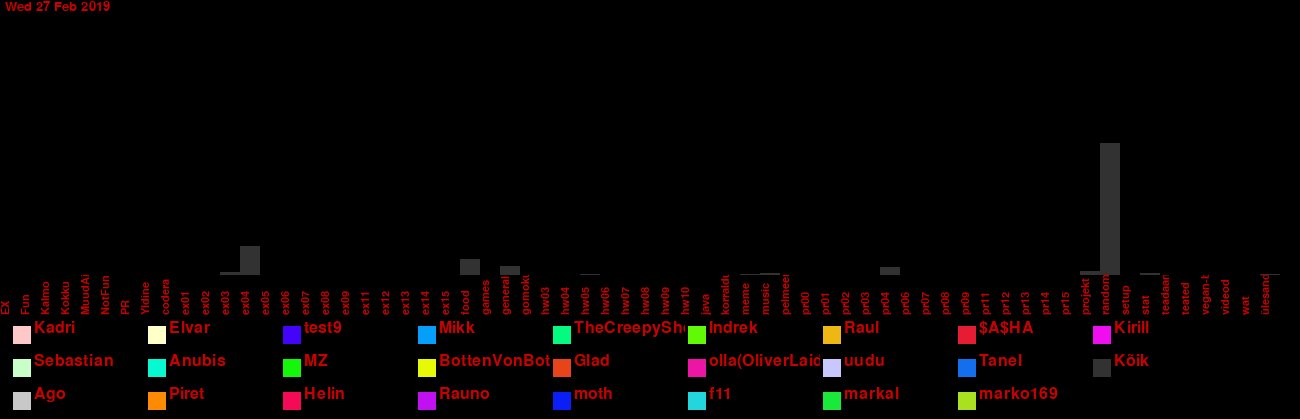 Wed 27 Feb 2019
EX Fun Kalmo Kokku MuudAi NotFun PR Yldine codera ex01 ex02 ex03 ex04 ex05 ex06 ex07 ex08 ex09 ex11 ex12 ex13 ex14 ex15 food games general gomoku hw03 hw04 hw05 hw06 hw07 hw08 hw09 hw10 java korraldu meme music pelmeen pr00 pr01 pr02 pr03 pr04 pr06 pr07 pr08 pr09 pr11 pr12 pr13 pr14 pr15 projekt random setup stat teadaan teated vegan-t videod wat ülesand
Kadri Elvar test9 Mikk TheCreepyShe Indrek Raul $A$HA Kirill
Sebastian Anubis MZ BottenVonBot Glad olla(OliverLaid uudu Tanel Kõik
Ago Piret Helin Rauno moth f11 markal marko169